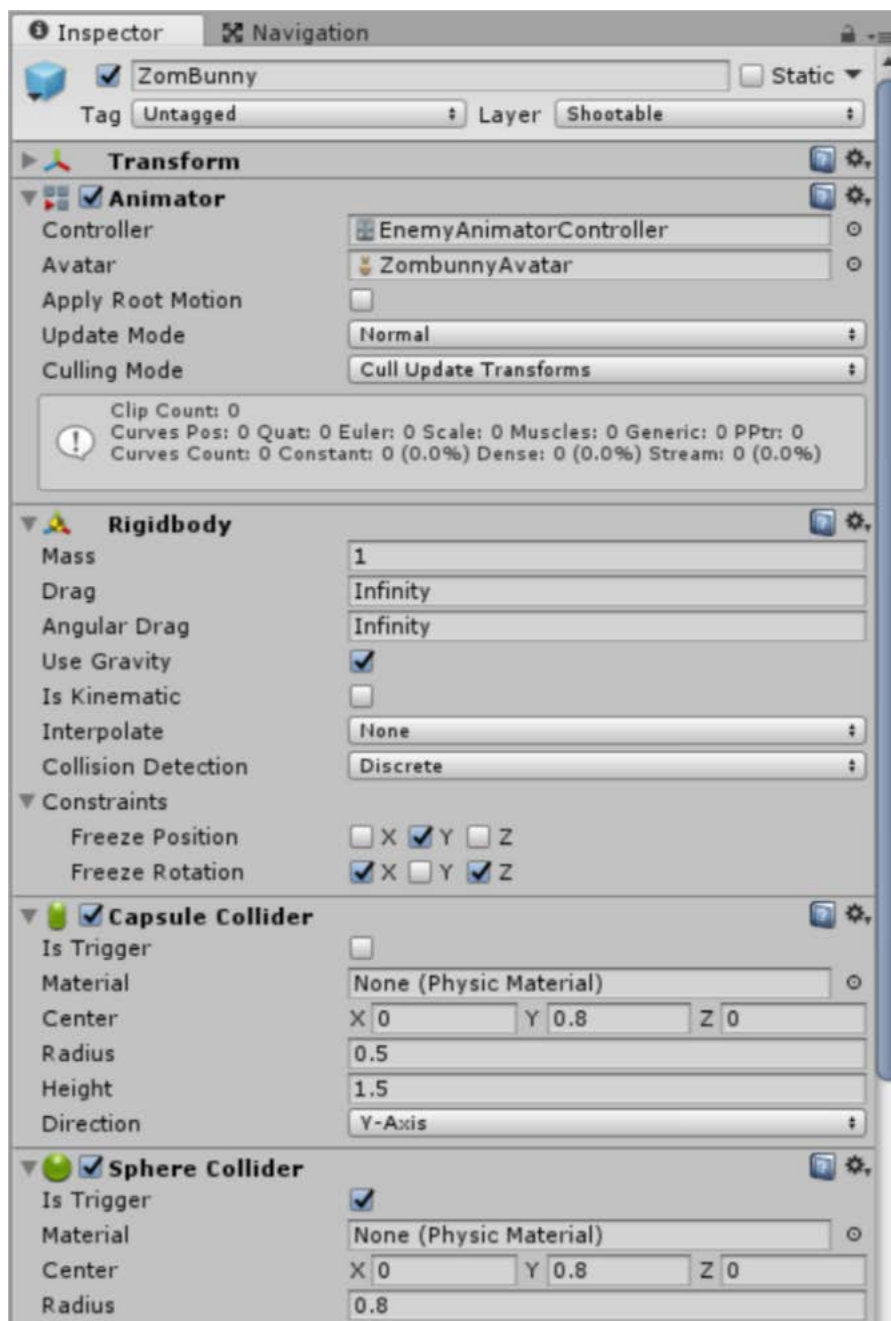 Inspector Navigation
ZomBunny Static
Tag Untagged Layer Shootable
Transform
Animator
Controller EnemyAnimatorController
Avatar ZombunnyAvatar
Apply Root Motion
Update Mode Normal
Culling Mode Cull Update Transforms
Clip Count: 0
Curves Pos: 0 Quat: 0 Euler: 0 Scale: 0 Muscles: 0 Generic: 0 PPtr: 0
Curves Count: 0 Constant: 0 (0.0%) Dense: 0 (0.0%) Stream: 0 (0.0%)
Rigidbody
Mass 1
Drag Infinity
Angular Drag Infinity
Use Gravity
Is Kinematic
Interpolate None
Collision Detection Discrete
Constraints
Freeze Position X Y Z
Freeze Rotation X Y Z
Capsule Collider
Is Trigger
Material None (Physic Material)
Center X 0 Y 0.8 Z 0
Radius 0.5
Height 1.5
Direction Y-Axis
Sphere Collider
Is Trigger
Material None (Physic Material)
Center X 0 Y 0.8 Z 0
Radius 0.8